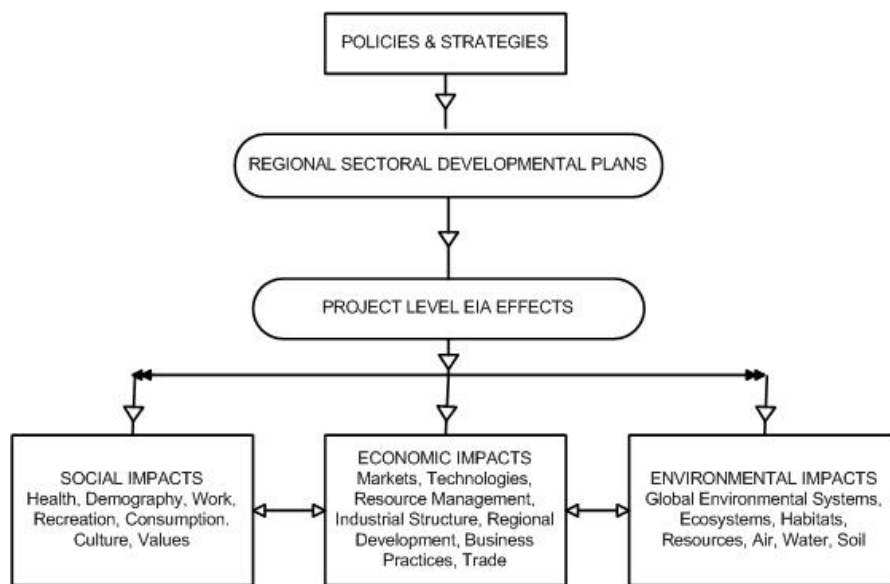 POLICIES & STRATEGIES
REGIONAL SECTORAL DEVELOPMENTAL PLANS
PROJECT LEVEL EIA EFFECTS
SOCIAL IMPACTS
Health, Demography, Work,
Recreation, Consumption.
Culture, Values
ECONOMIC IMPACTS
Markets, Technologies,
Resource Management,
Industrial Structure, Regional
Development, Business
Practices, Trade
ENVIRONMENTAL IMPACTS
Global Environmental Systems,
Ecosystems, Habitats,
Resources, Air, Water, Soil